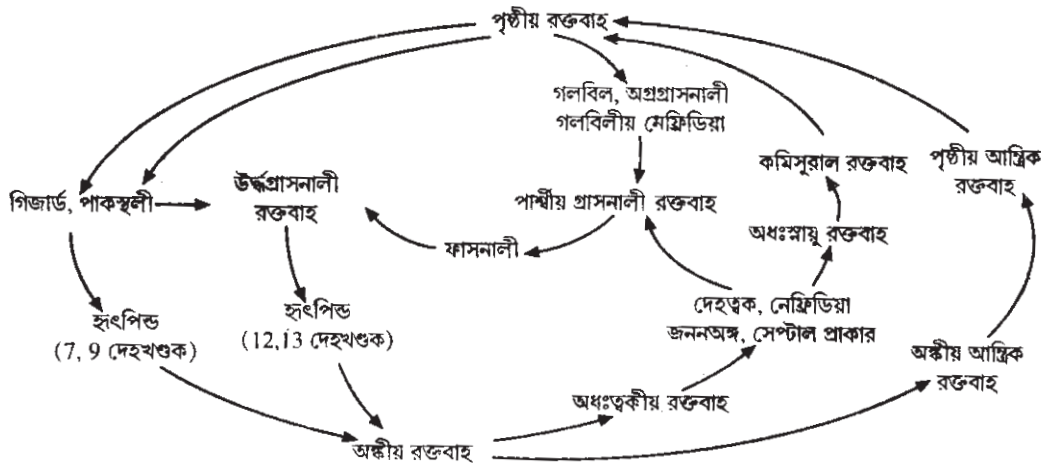 পৃষ্ঠীয় রক্তবাহ
গলবিল, অগ্রগ্রাসনালী
গলবিলীয় নেফ্রিডিয়া
কমিসুরাল রক্তবাহ
পৃষ্ঠীয় আন্ত্রিক
রক্তবাহ
গিজার্ড, পাকস্থলী
ঊর্দ্ধগ্রাসনালী
রক্তবাহ
পার্শ্বীয় গ্রাসনালী রক্তবাহ
ফাসনালী
অধঃস্নায়ু রক্তবাহ
হৃৎপিন্ড
(7, 9 দেহখণ্ডক)
হৃৎপিন্ড
(12,13 দেহখণ্ডক)
দেহত্বক, নেফ্রিডিয়া
জননঅঙ্গ, সেপ্টাল প্রাকার
অঙ্কীয় আন্ত্রিক
রক্তবাহ
অধঃত্বকীয় রক্তবাহ
অঙ্কীয় রক্তবাহ